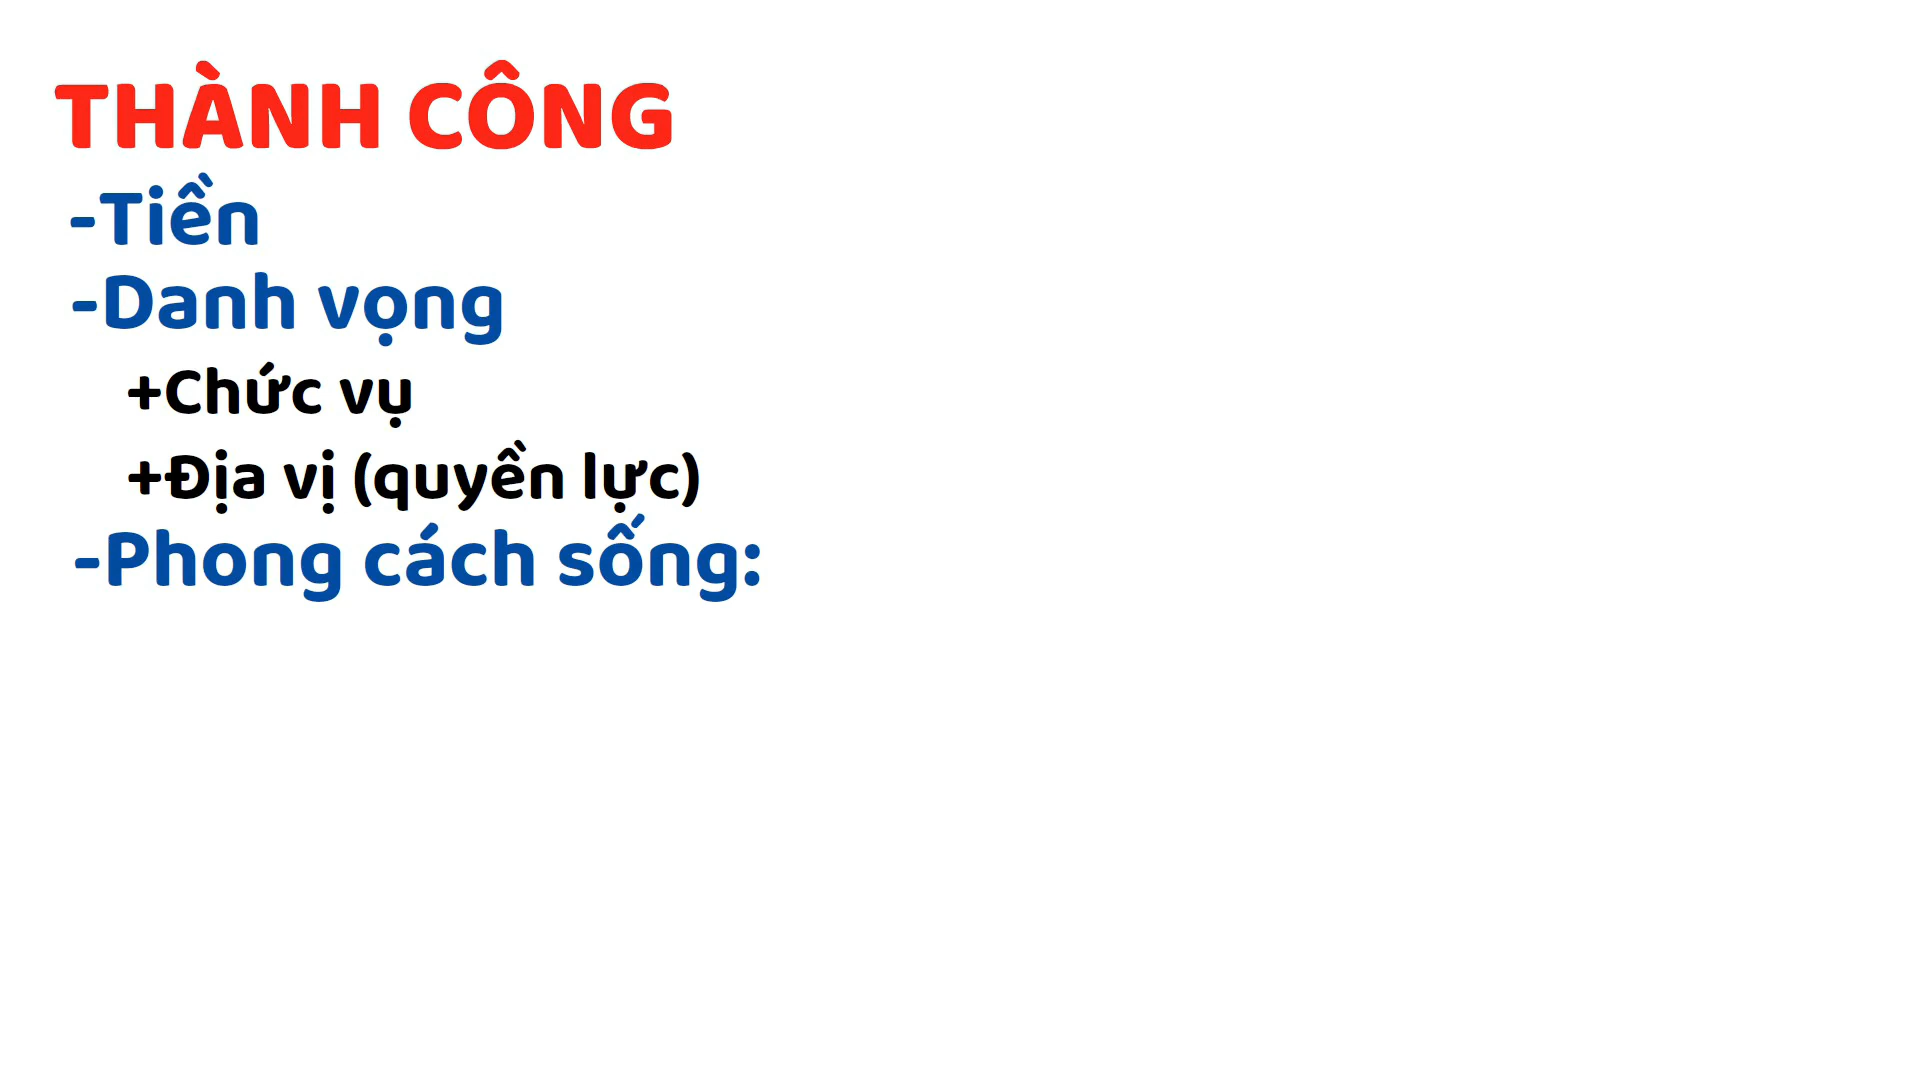 THÀNH CÔNG
-Tiền
-Danh vọng
+Chức vụ
+Địa vị (quyền lực)
-Phong cách sống: